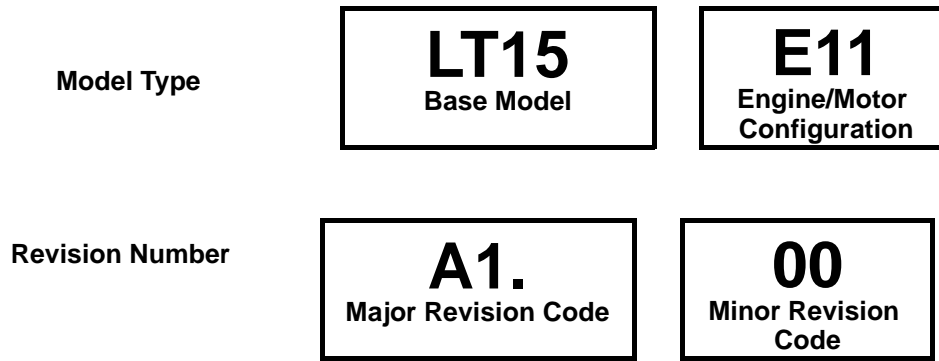 Model Type
LT15
Base Model
E11
Engine/Motor
Configuration
Revision Number
A1.
Major Revision Code
00
Minor Revision
Code